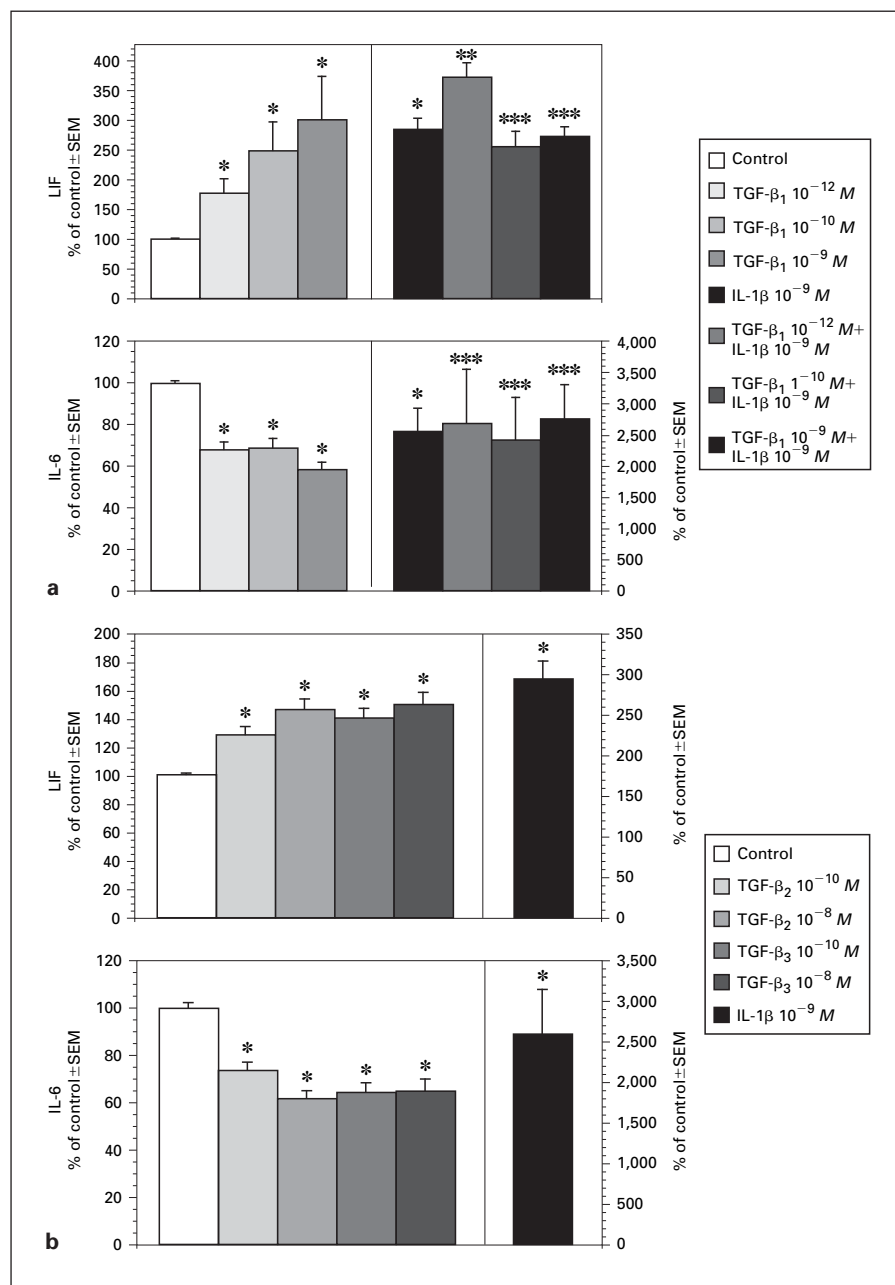 400
350
300
250
200
150
100
50
0
LIF
% of control±SEM
*
*
*
*
**
***
***
Control
TGF-β₁ 10⁻¹² M
TGF-β₁ 10⁻¹⁰ M
TGF-β₁ 10⁻⁹ M
IL-1β 10⁻⁹ M
TGF-β₁ 10⁻¹² M+
IL-1β 10⁻⁹ M
TGF-β₁ 1⁻¹⁰ M+
IL-1β 10⁻⁹ M
TGF-β₁ 10⁻⁹ M+
IL-1β 10⁻⁹ M
120
100
80
60
40
20
0
IL-6
% of control±SEM
*
*
*
*
***
***
***
4,000
3,500
3,000
2,500
2,000
1,500
1,000
500
0
% of control±SEM
a
200
180
160
140
120
100
80
60
40
20
0
LIF
% of control±SEM
*
*
*
*
*
350
300
250
200
150
100
50
0
% of control±SEM
Control
TGF-β₂ 10⁻¹⁰ M
TGF-β₂ 10⁻⁸ M
TGF-β₃ 10⁻¹⁰ M
TGF-β₃ 10⁻⁸ M
IL-1β 10⁻⁹ M
120
100
80
60
40
20
0
IL-6
% of control±SEM
*
*
*
*
*
3,500
3,000
2,500
2,000
1,500
1,000
500
0
% of control±SEM
b